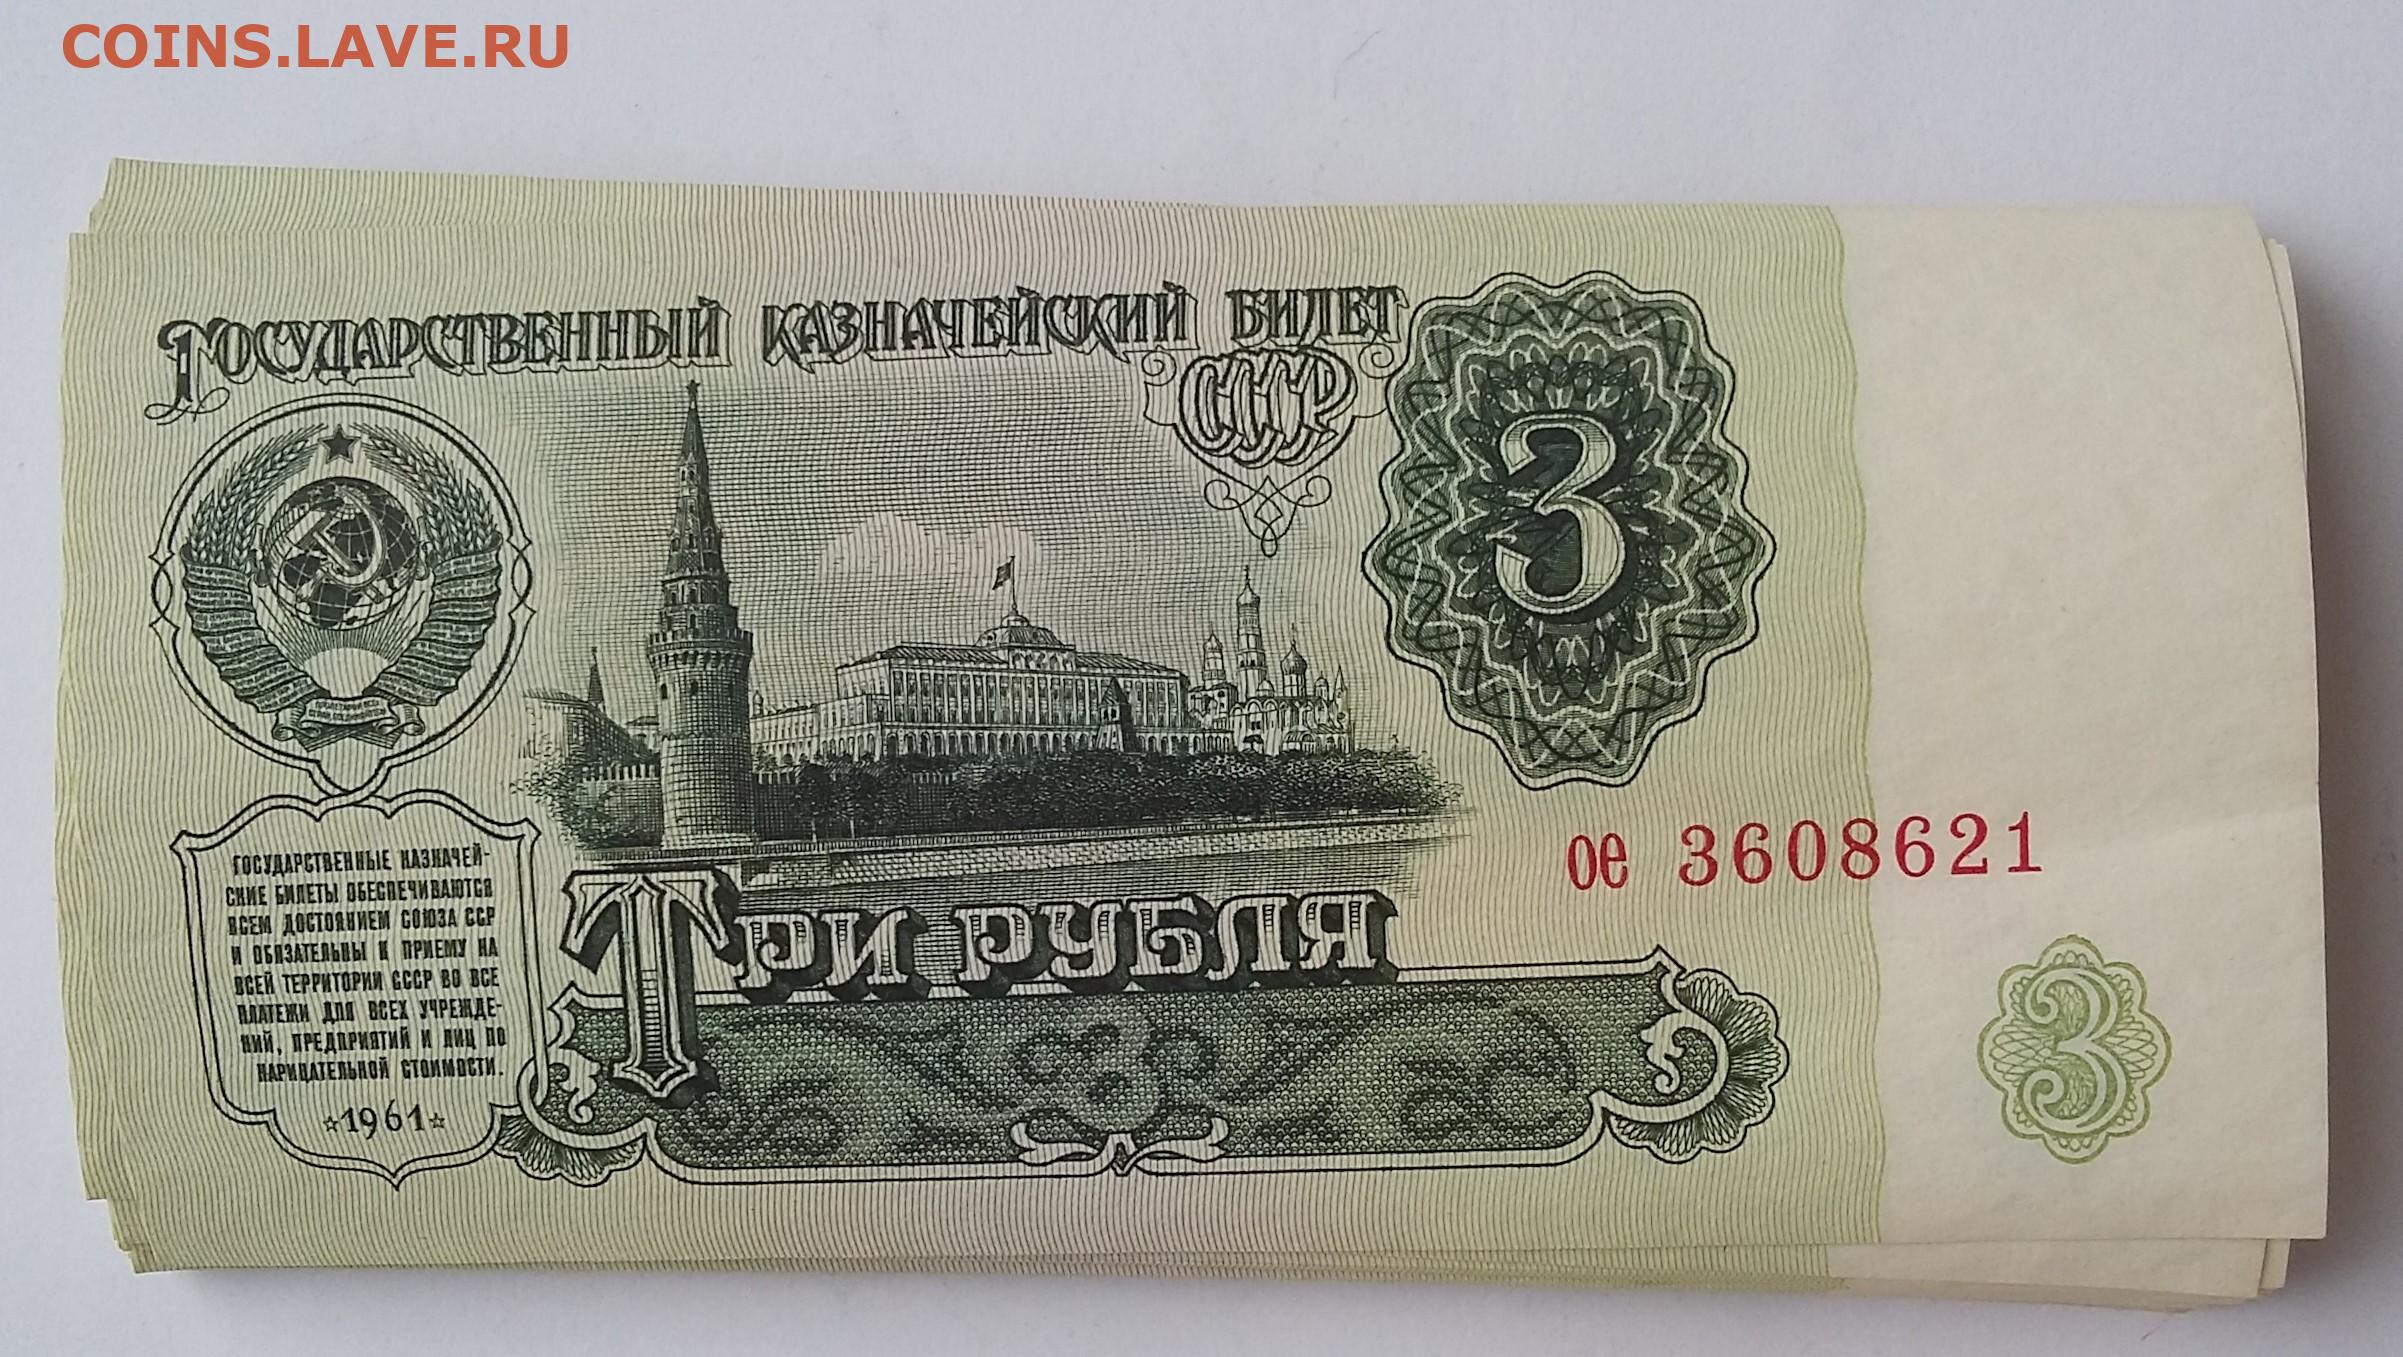 COINS.LAVE.RU
ГОСУДАРСТВЕННЫЙ КАЗНАЧЕЙСКИЙ БИЛЕТ
СССР
3
ГОСУДАРСТВЕННЫЕ КАЗНАЧЕЙ-
СКИЕ БИЛЕТЫ ОБЕСПЕЧИВАЮТСЯ
ВСЕМ ДОСТОЯНИЕМ СОЮЗА ССР
И ОБЯЗАТЕЛЬНЫ К ПРИЕМУ НА
ВСЕЙ ТЕРРИТОРИИ СССР ВО ВСЕ
ПЛАТЕЖИ ДЛЯ ВСЕХ УЧРЕЖДЕ-
НИЙ, ПРЕДПРИЯТИЙ И ЛИЦ ПО
НАРИЦАТЕЛЬНОЙ СТОИМОСТИ.
☆1961☆
ое 3608621
ТРИ РУБЛЯ
3
3